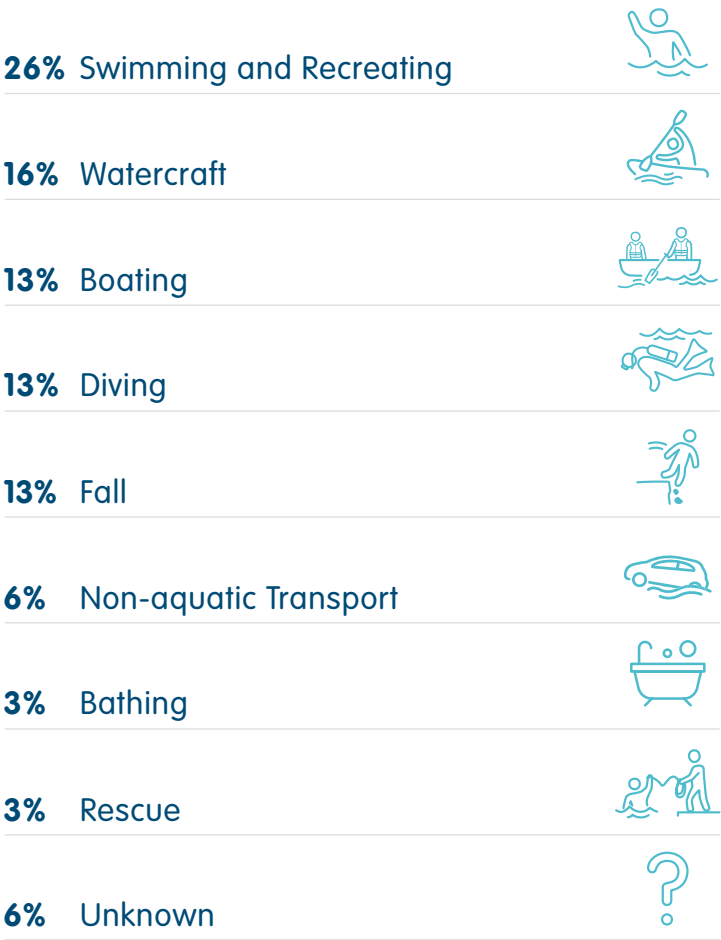 26% Swimming and Recreating
16% Watercraft
13% Boating
13% Diving
13% Fall
6% Non-aquatic Transport
3% Bathing
3% Rescue
6% Unknown